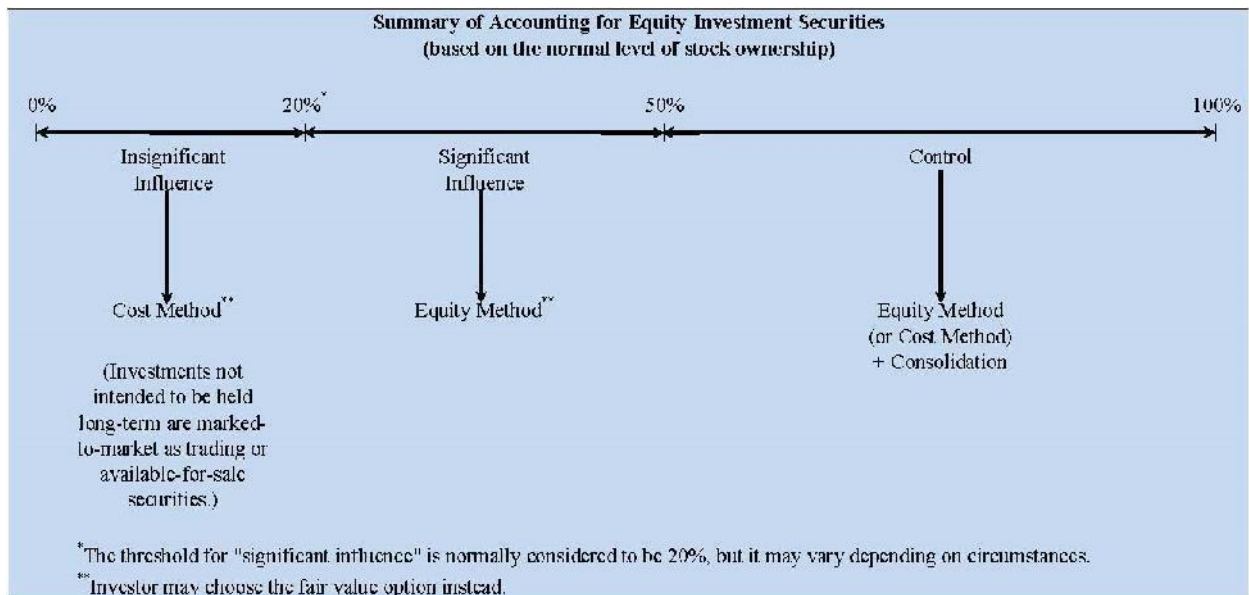 Summary of Accounting for Equity Investment Securities
(based on the normal level of stock ownership)
0% 20%* 50% 100%
Insignificant Influence
Significant Influence
Control
Cost Method**
Equity Method**
Equity Method
(or Cost Method)
+ Consolidation
(Investments not
intended to be held
long-term are marked-
to-market as trading or
available-for-sale
securities.)
*The threshold for "significant influence" is normally considered to be 20%, but it may vary depending on circumstances.
**Investor may choose the fair value option instead.